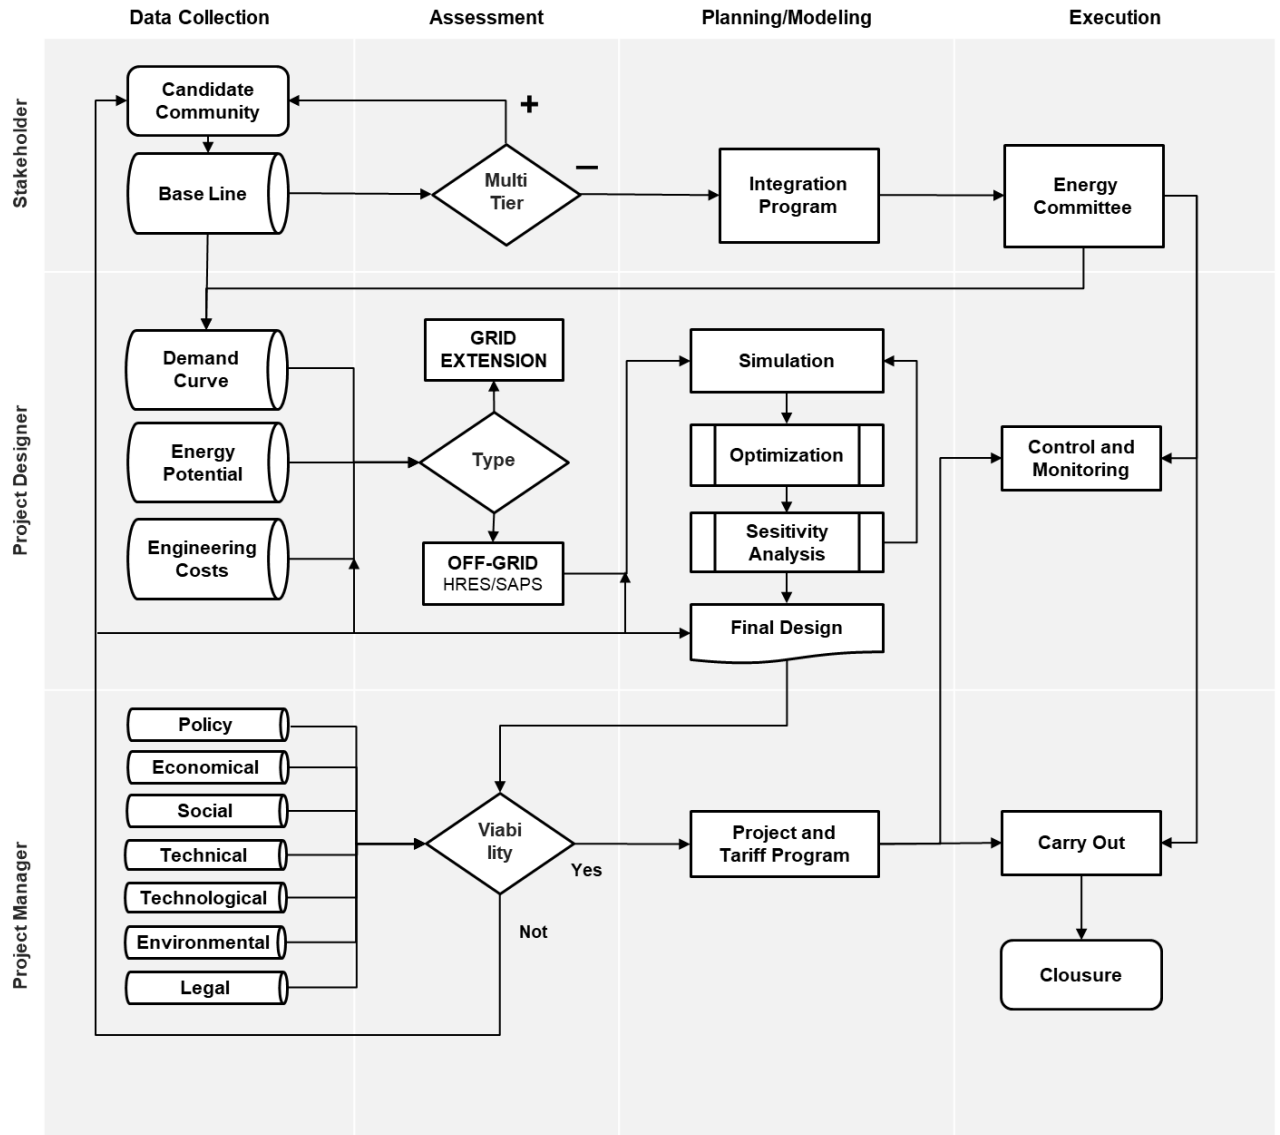 Data Collection
Assessment
Planning/Modeling
Execution
Stakeholder
Candidate
Community
+
Base Line
Multi
Tier
–
Integration
Program
Energy
Committee
Project Designer
Demand
Curve
GRID
EXTENSION
Simulation
Energy
Potential
Type
Optimization
Control and
Monitoring
Engineering
Costs
OFF-GRID
HRES/SAPS
Sesitivity
Analysis
Final Design
Project Manager
Policy
Economical
Social
Technical
Technological
Environmental
Legal
Viabi
lity
Yes
Not
Project and
Tariff Program
Carry Out
Clousure